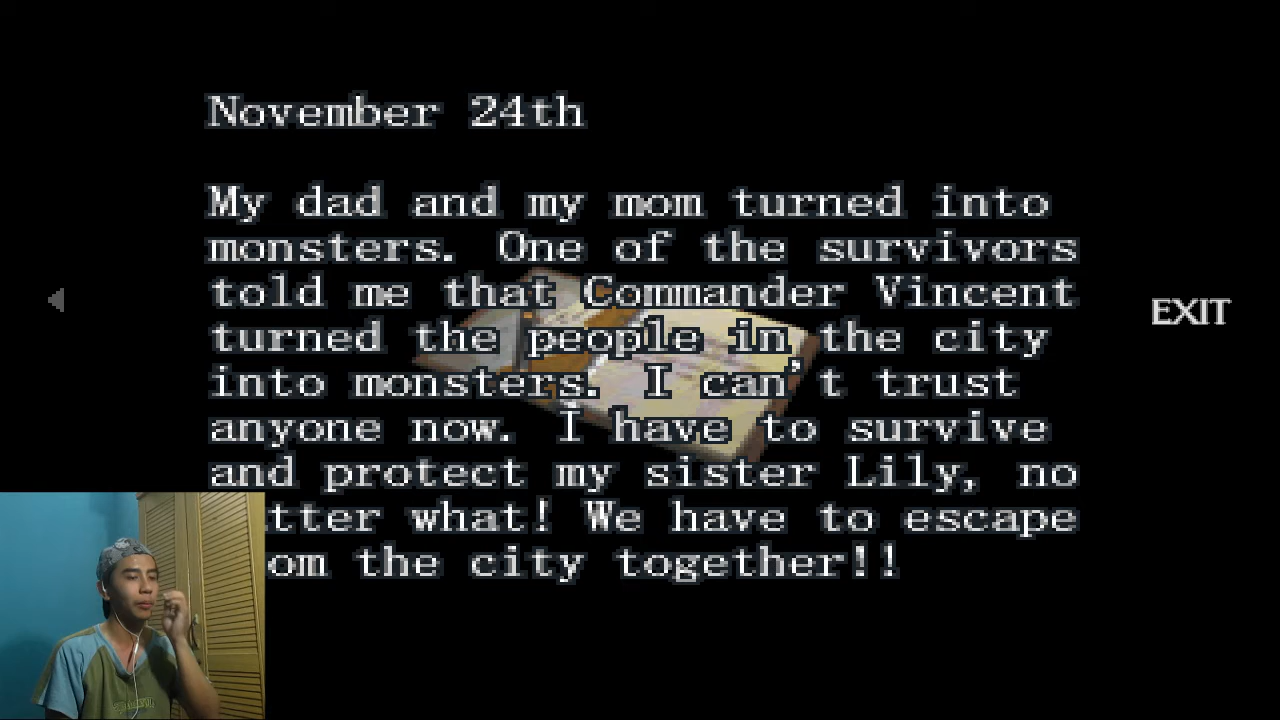 November 24th
My dad and my mom turned into
monsters. One of the survivors
told me that Commander Vincent
turned the people in the city
into monsters. I can't trust
anyone now. I have to survive
and protect my sister Lily, no
tter what! We have to escape
om the city together!!
EXIT